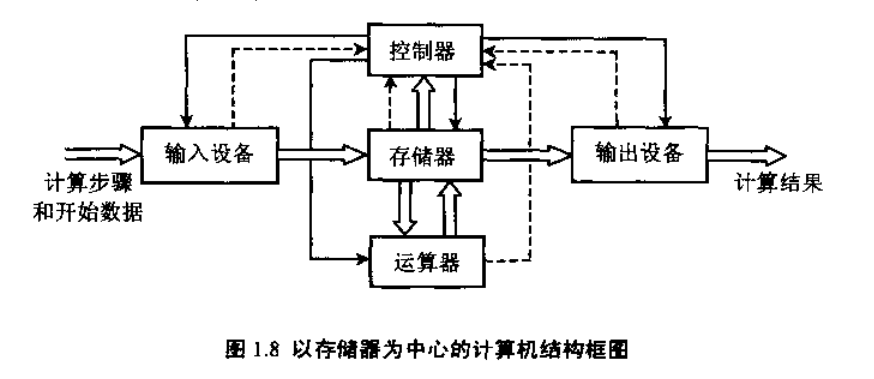 控制器
输入设备
存储器
输出设备
计算步骤
和开始数据
计算结果
运算器
图 1.8 以存储器为中心的计算机结构框图